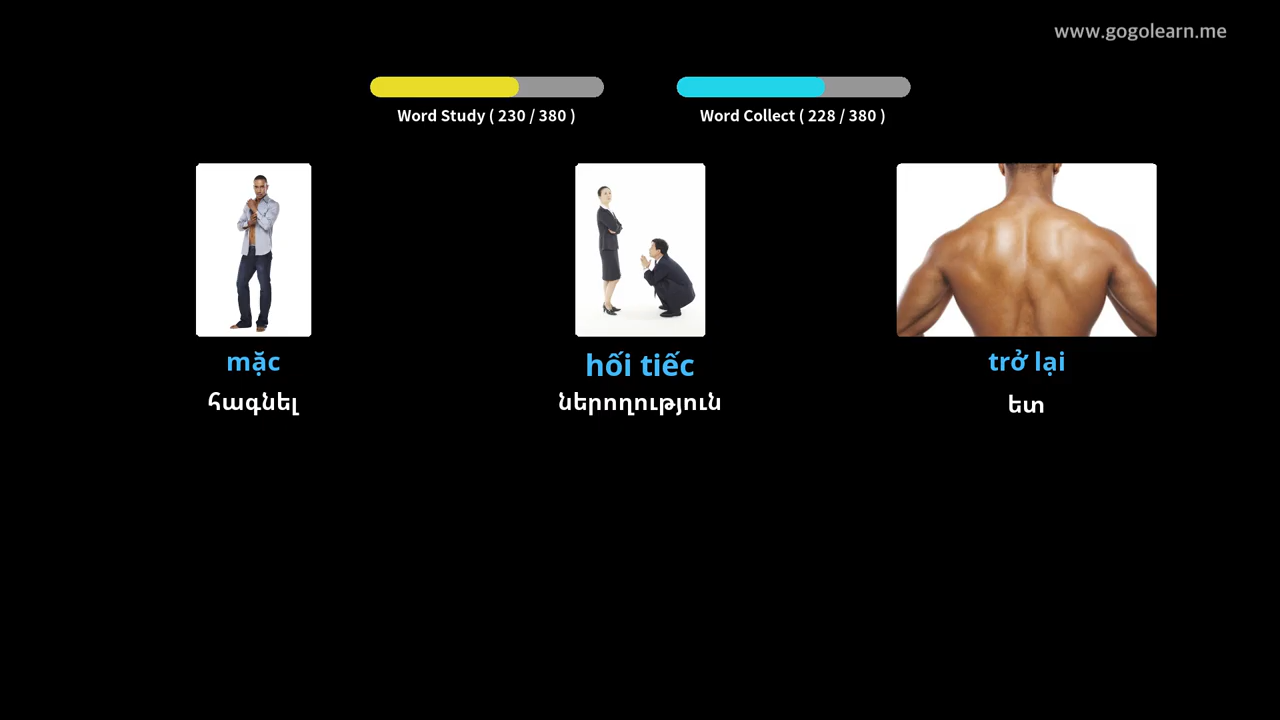 www.gogolearn.me
Word Study ( 230 / 380 )
Word Collect ( 228 / 380 )
mặc
hối tiếc
trở lại
հագնել
ներողություն
ետ